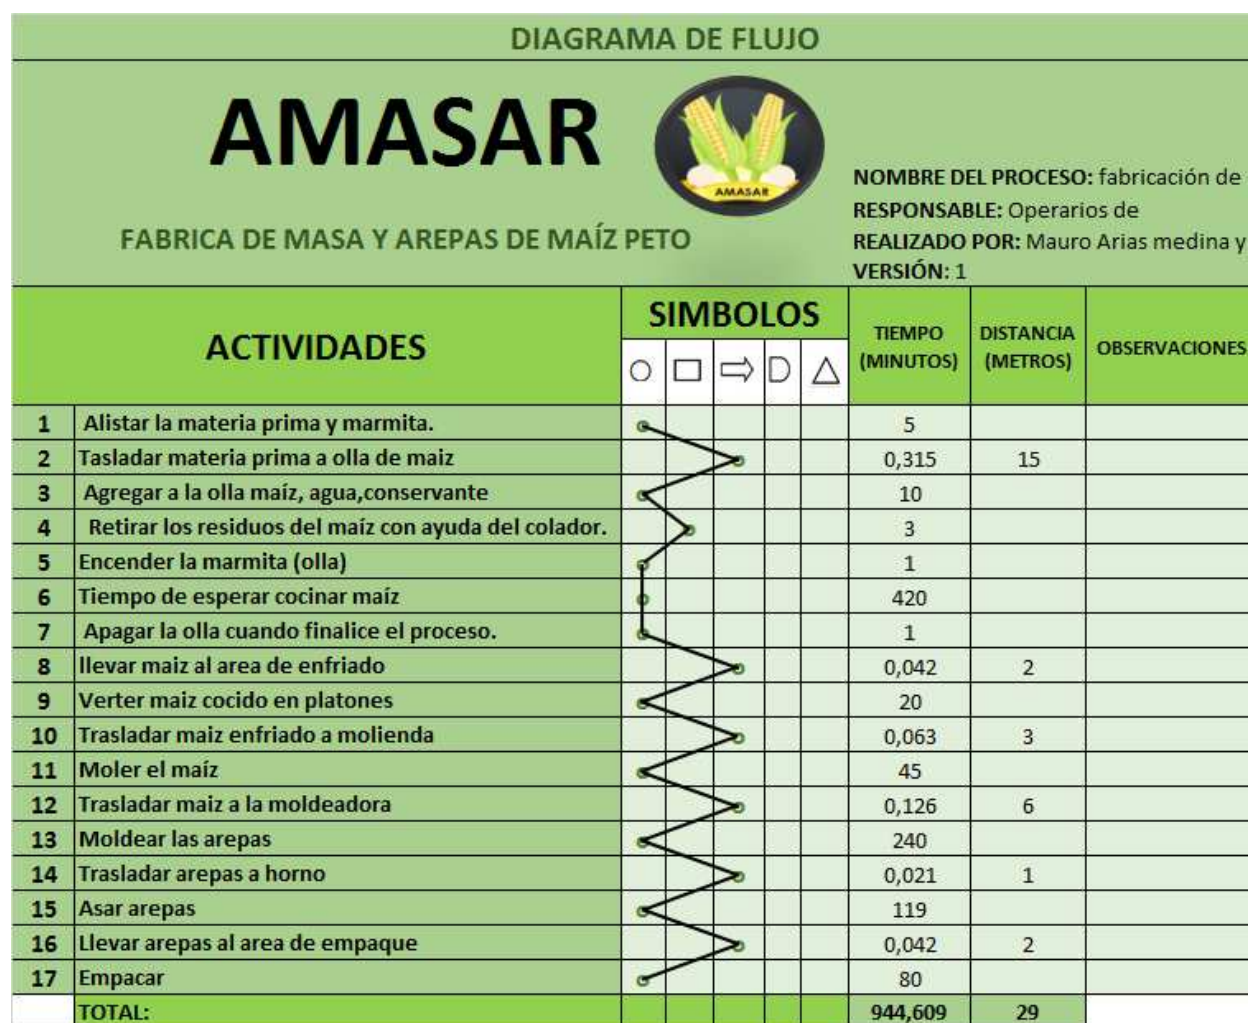 DIAGRAMA DE FLUJO
AMASAR
AMASAR
FABRICA DE MASA Y AREPAS DE MAÍZ PETO
NOMBRE DEL PROCESO: fabricación de
RESPONSABLE: Operarios de
REALIZADO POR: Mauro Arias medina y
VERSIÓN: 1
ACTIVIDADES SIMBOLOS TIEMPO (MINUTOS) DISTANCIA (METROS) OBSERVACIONES
1 Alistar la materia prima y marmita. 5
2 Tasladar materia prima a olla de maiz 0,315 15
3 Agregar a la olla maíz, agua,conservante 10
4 Retirar los residuos del maíz con ayuda del colador. 3
5 Encender la marmita (olla) 1
6 Tiempo de esperar cocinar maíz 420
7 Apagar la olla cuando finalice el proceso. 1
8 llevar maiz al area de enfriado 0,042 2
9 Verter maiz cocido en platones 20
10 Trasladar maiz enfriado a molienda 0,063 3
11 Moler el maíz 45
12 Trasladar maiz a la moldeadora 0,126 6
13 Moldear las arepas 240
14 Trasladar arepas a horno 0,021 1
15 Asar arepas 119
16 Llevar arepas al area de empaque 0,042 2
17 Empacar 80
TOTAL: 944,609 29